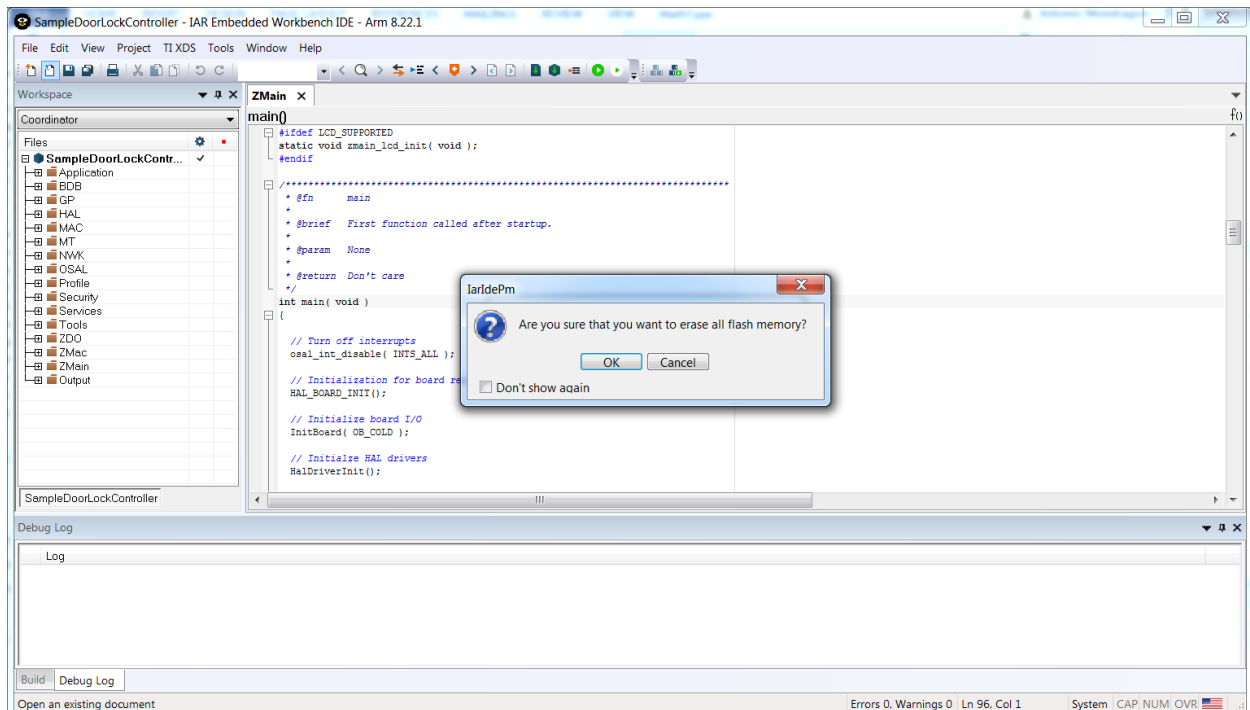 SampleDoorLockController - IAR Embedded Workbench IDE - Arm 8.22.1
File Edit View Project TI XDS Tools Window Help
Workspace
Coordinator
Files
SampleDoorLockContr...
Application
BDB
GP
HAL
MAC
MT
NWK
OSAL
Profile
Security
Services
Tools
ZDO
ZMac
ZMain
Output
SampleDoorLockController
ZMain
main()
f()
#ifdef LCD_SUPPORTED
static void zmain_lcd_init( void );
#endif
/*****************************************************************************
* @fn main
*
* @brief First function called after startup.
*
* @param None
*
* @return Don't care
*/
int main( void )
{
// Turn off interrupts
osal_int_disable( INTS_ALL );
// Initialization for board re
HAL_BOARD_INIT();
// Initialize board I/O
InitBoard( OB_COLD );
// Initialze HAL drivers
HalDriverInit();
IarIdePm
Are you sure that you want to erase all flash memory?
OK Cancel
Don't show again
Debug Log
Log
Build Debug Log
Open an existing document Errors 0, Warnings 0 Ln 96, Col 1 System CAP NUM OVR